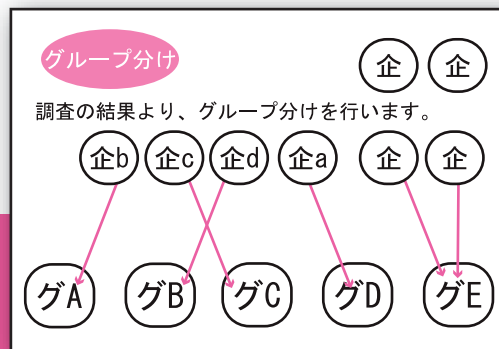 グループ分け
企 企
調査の結果より、グループ分けを行います。
企b 企c 企d 企a 企 企
グA グB グC グD グE